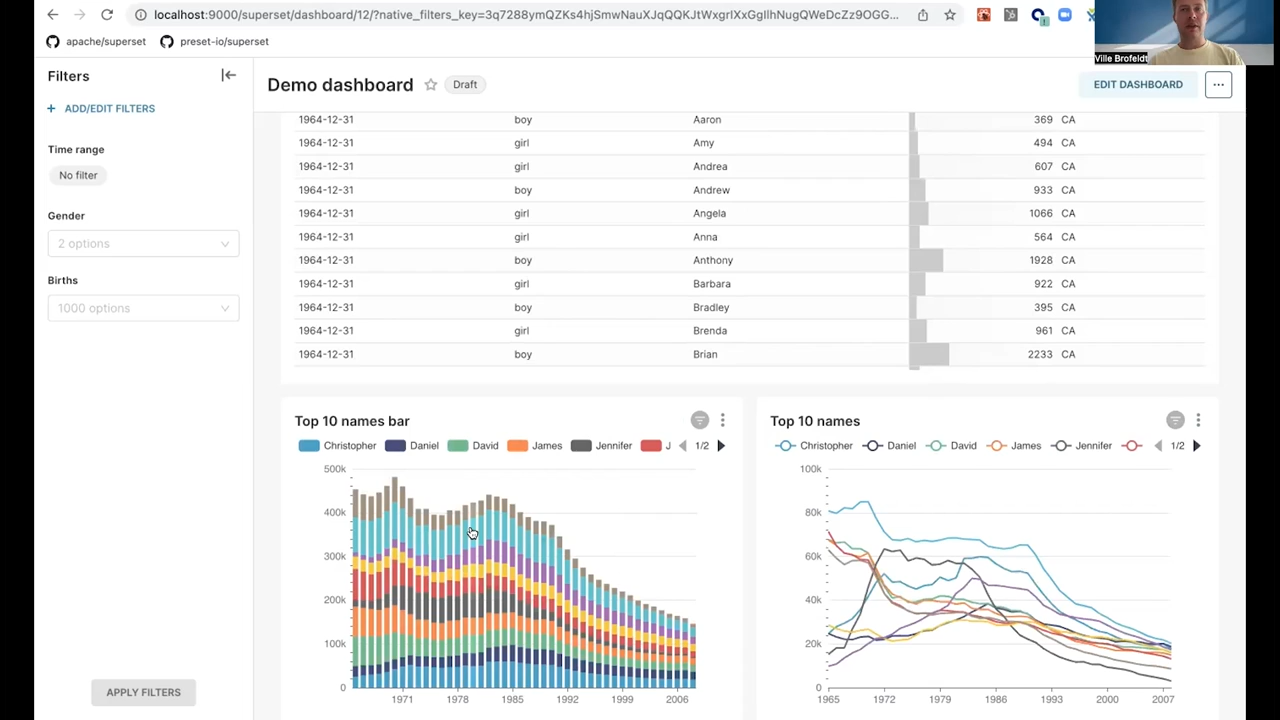 localhost:9000/superset/dashboard/12/?native_filters_key=3q7288ymQZKs4hjSmwNauXJqQQKJtWxgrIXxGgIlhNugQWeDcZz9OGG...
apache/superset preset-io/superset
Ville Brofeldt
Filters
+ ADD/EDIT FILTERS
Time range
No filter
Gender
2 options
Births
1000 options
APPLY FILTERS
Demo dashboard Draft EDIT DASHBOARD ...
1964-12-31 boy Aaron 369 CA
1964-12-31 girl Amy 494 CA
1964-12-31 girl Andrea 607 CA
1964-12-31 boy Andrew 933 CA
1964-12-31 girl Angela 1066 CA
1964-12-31 girl Anna 564 CA
1964-12-31 boy Anthony 1928 CA
1964-12-31 girl Barbara 922 CA
1964-12-31 boy Bradley 395 CA
1964-12-31 girl Brenda 961 CA
1964-12-31 boy Brian 2233 CA
Top 10 names bar
Christopher Daniel David James Jennifer J 1/2
500k
400k
300k
200k
100k
0
1971 1978 1985 1992 1999 2006
Top 10 names
Christopher Daniel David James Jennifer 1/2
100k
80k
60k
40k
20k
0
1965 1972 1979 1986 1993 2000 2007